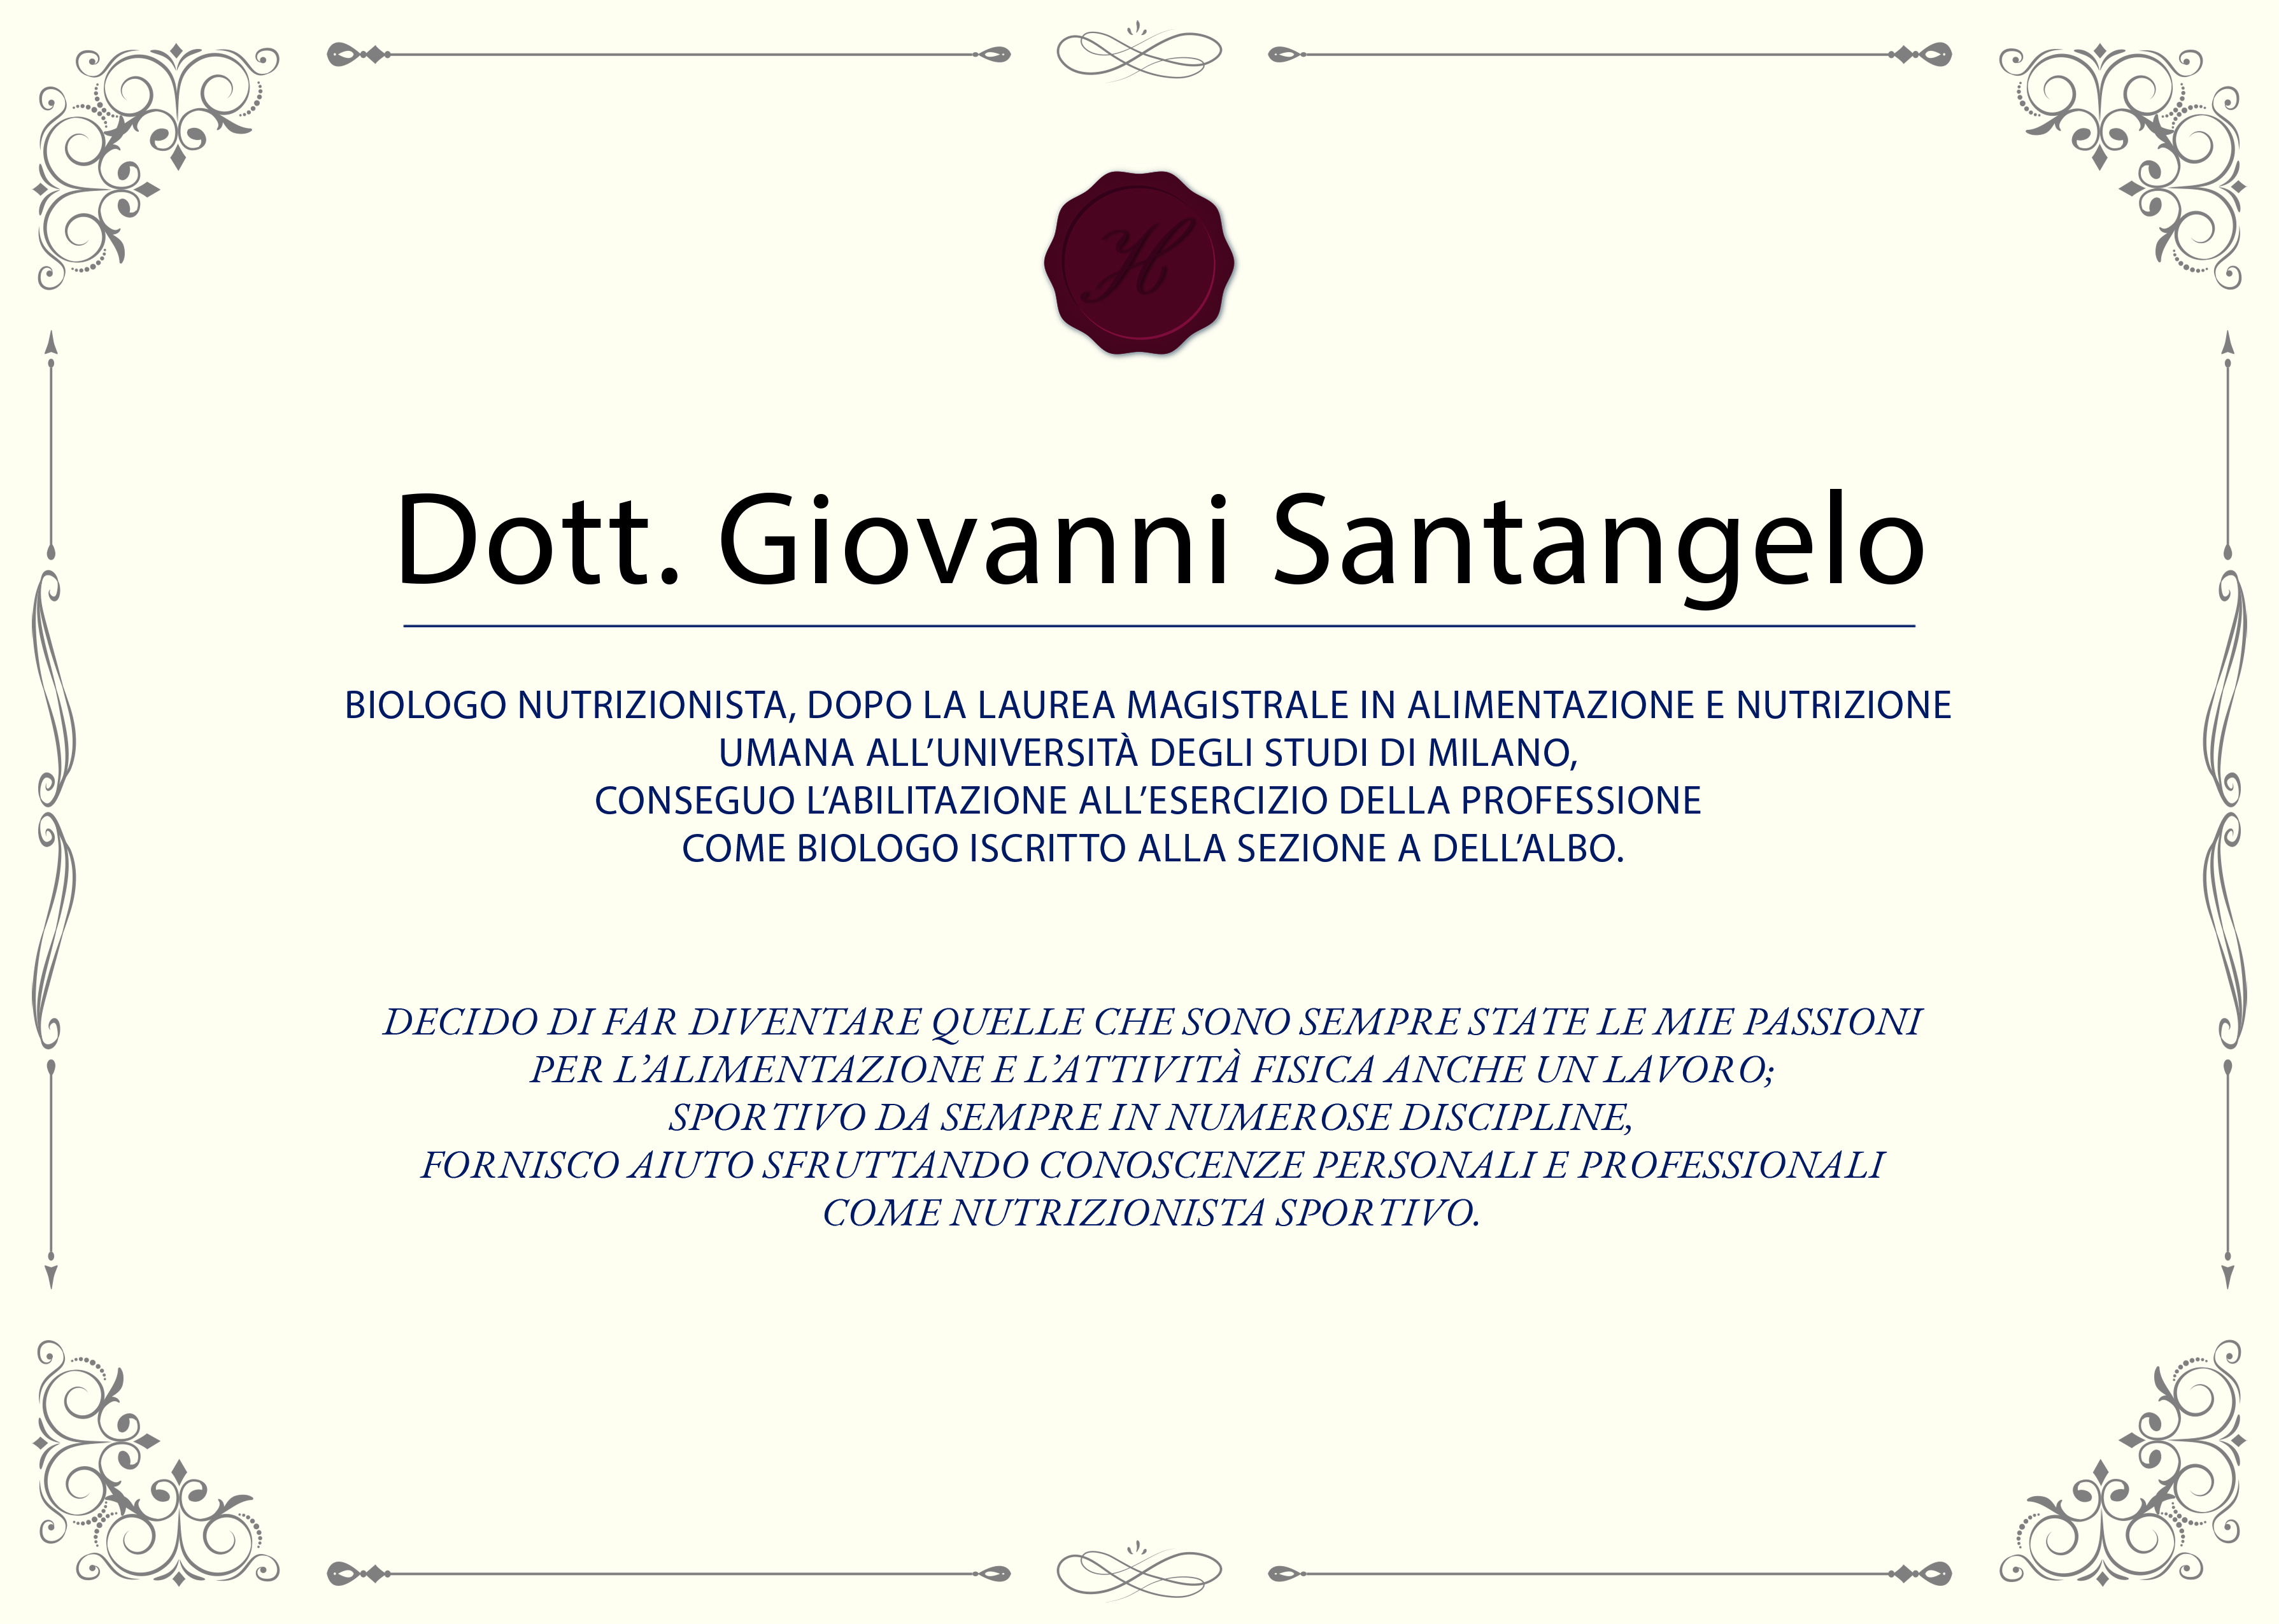 H
Dott. Giovanni Santangelo
BIOLOGO NUTRIZIONISTA, DOPO LA LAUREA MAGISTRALE IN ALIMENTAZIONE E NUTRIZIONE
UMANA ALL’UNIVERSITÀ DEGLI STUDI DI MILANO,
CONSEGUO L’ABILITAZIONE ALL’ESERCIZIO DELLA PROFESSIONE
COME BIOLOGO ISCRITTO ALLA SEZIONE A DELL’ALBO.
DECIDO DI FAR DIVENTARE QUELLE CHE SONO SEMPRE STATE LE MIE PASSIONI
PER L’ALIMENTAZIONE E L’ATTIVITÀ FISICA ANCHE UN LAVORO;
SPORTIVO DA SEMPRE IN NUMEROSE DISCIPLINE,
FORNISCO AIUTO SFRUTTANDO CONOSCENZE PERSONALI E PROFESSIONALI
COME NUTRIZIONISTA SPORTIVO.